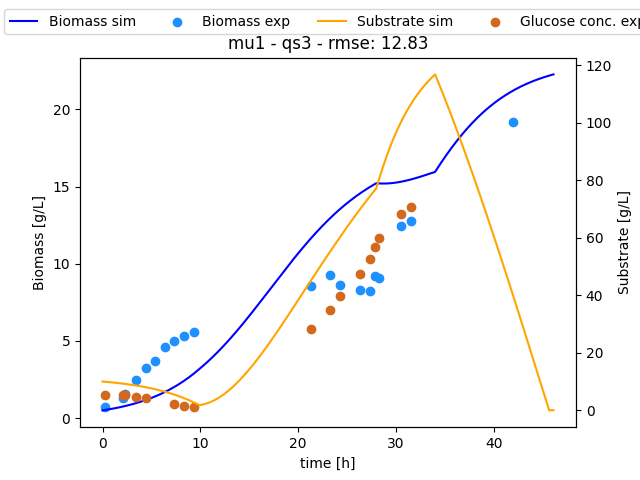 Biomass sim Biomass exp Substrate sim Glucose conc. exp
mu1 - qs3 - rmse: 12.83
20
15
10
5
0
Biomass [g/L]
120
100
80
60
40
20
0
Substrate [g/L]
0 10 20 30 40
time [h]